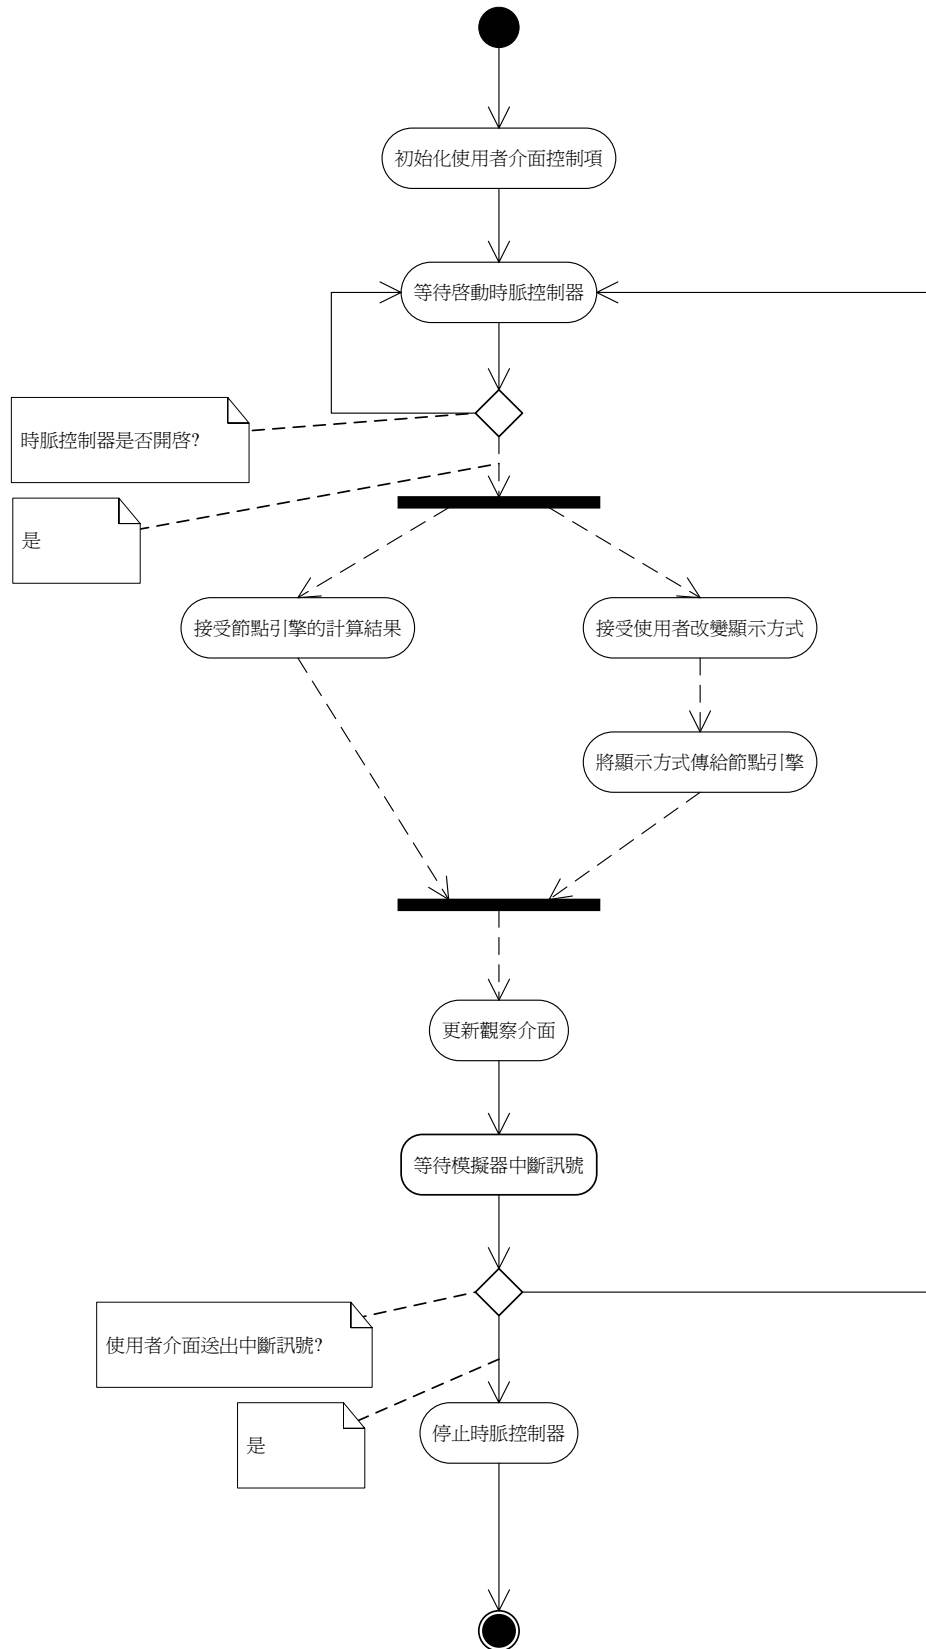 初始化使用者介面控制項
等待啓動時脈控制器
時脈控制器是否開啓?
是
接受節點引擎的計算結果
接受使用者改變顯示方式
將顯示方式傳給節點引擎
更新觀察介面
等待模擬器中斷訊號
使用者介面送出中斷訊號?
是
停止時脈控制器